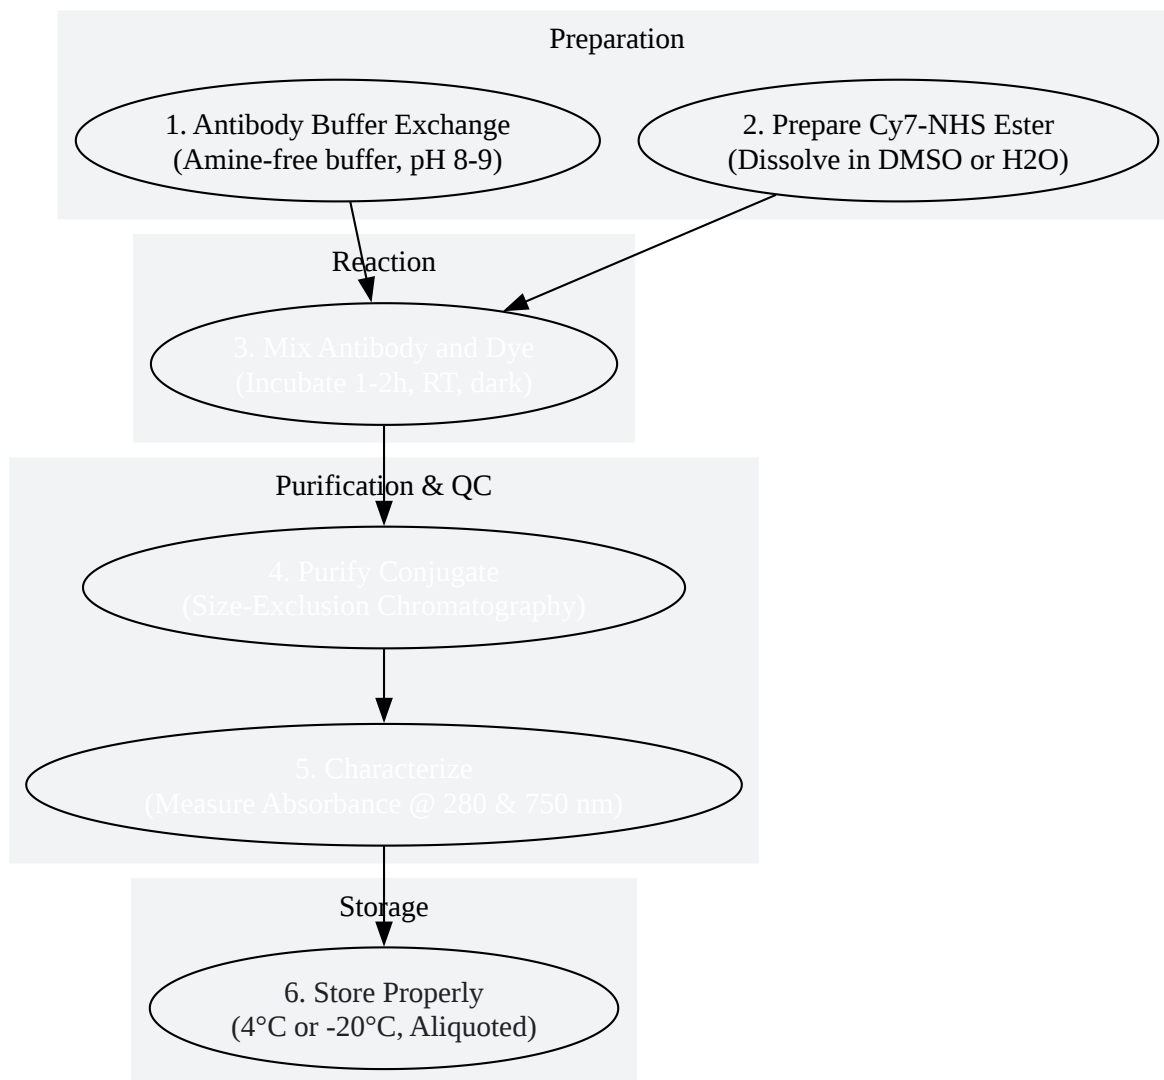 Preparation
1. Antibody Buffer Exchange
(Amine-free buffer, pH 8-9)
2. Prepare Cy7-NHS Ester
(Dissolve in DMSO or H2O)
Reaction
3. Mix Antibody and Dye
(Incubate 1-2h, RT, dark)
Purification & QC
4. Purify Conjugate
(Size-Exclusion Chromatography)
5. Characterize
(Measure Absorbance @ 280 & 750 nm)
Storage
6. Store Properly
(4°C or -20°C, Aliquoted)